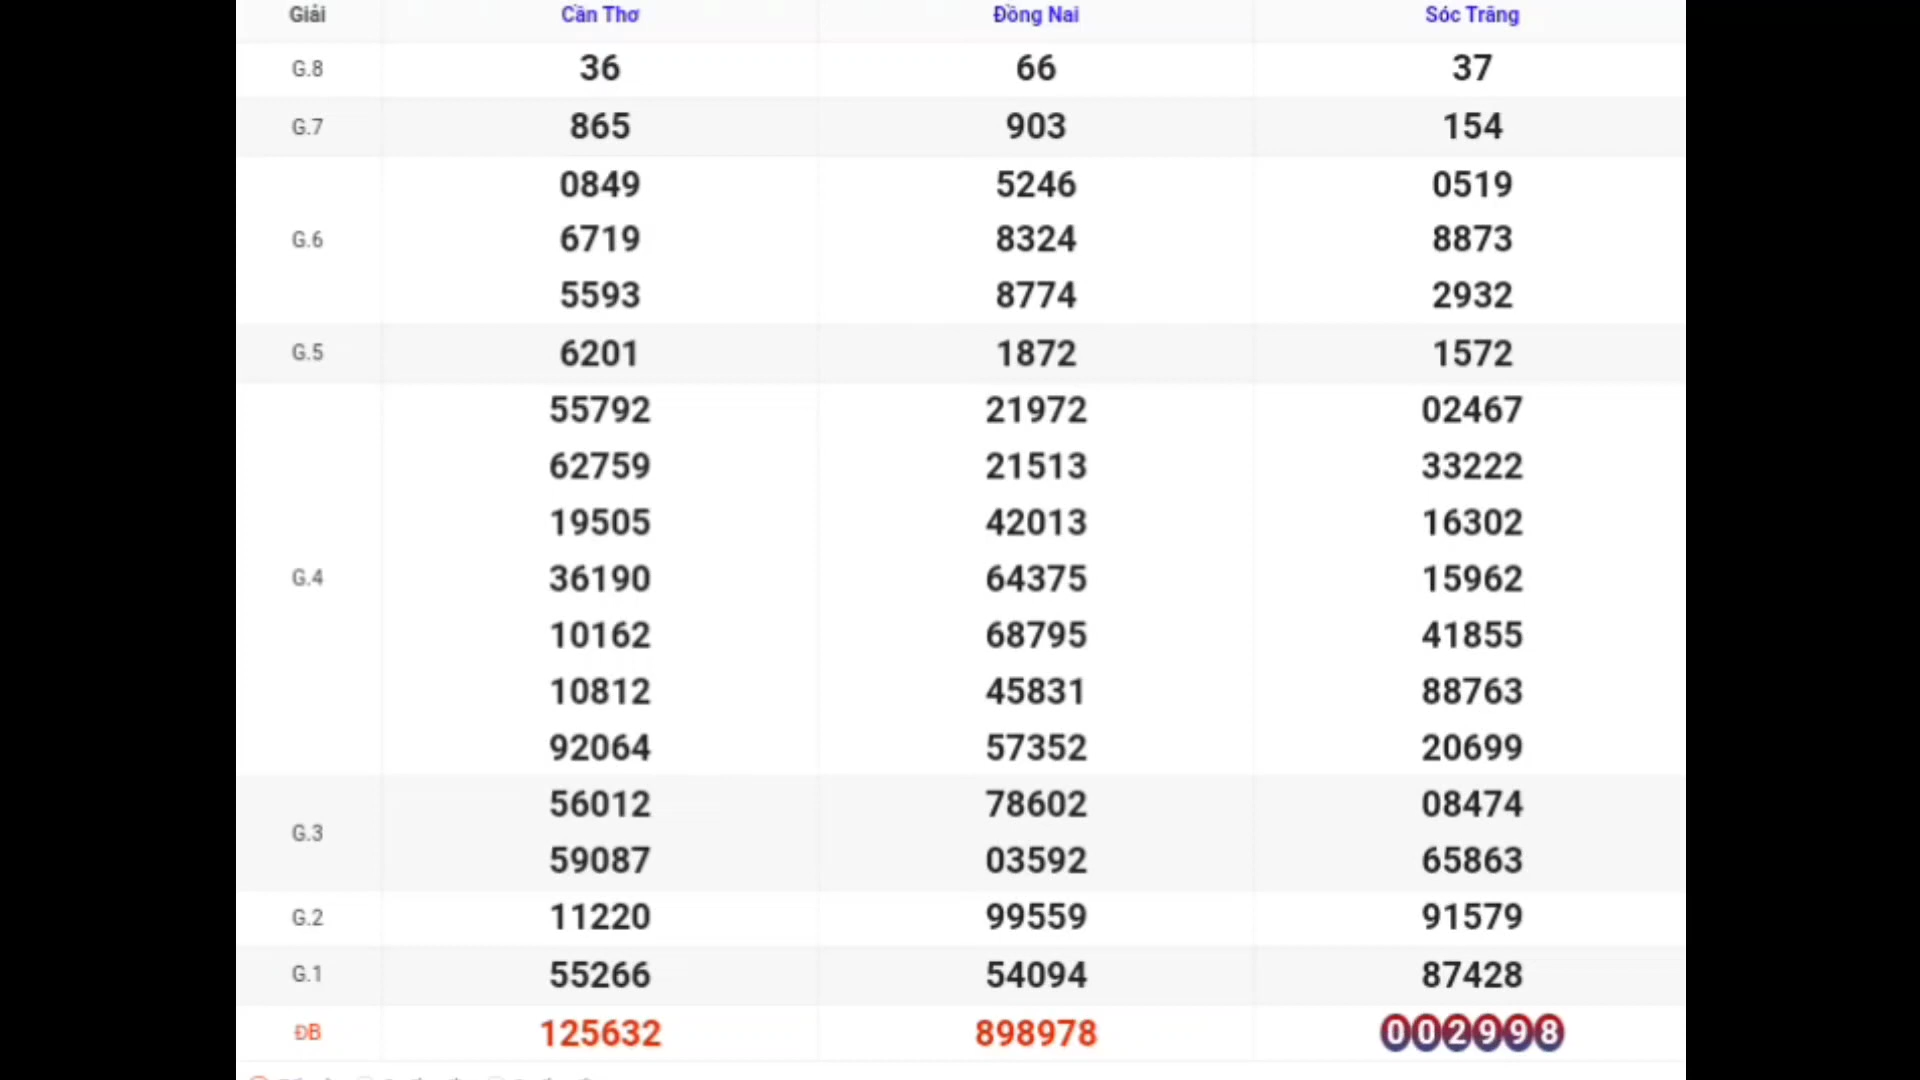 Giải Cần Thơ Đồng Nai Sóc Trăng
G.8 36 66 37
G.7 865 903 154
0849 5246 0519
G.6 6719 8324 8873
5593 8774 2932
G.5 6201 1872 1572
55792 21972 02467
62759 21513 33222
19505 42013 16302
G.4 36190 64375 15962
10162 68795 41855
10812 45831 88763
92064 57352 20699
G.3 56012 78602 08474
59087 03592 65863
G.2 11220 99559 91579
G.1 55266 54094 87428
ĐB 125632 898978 002998